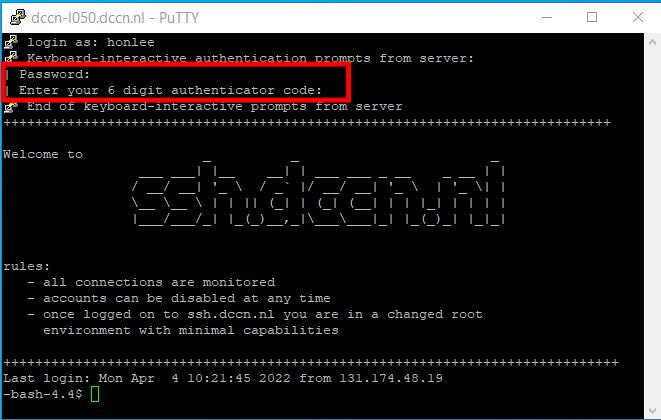 dccn-l050.dccn.nl - PuTTY
login as: honlee
Keyboard-interactive authentication prompts from server:
| Password:
| Enter your 6 digit authenticator code:
End of keyboard-interactive prompts from server
++++++++++++++++++++++++++++++++++++++++++++++++++++++++++++++++++++++++++++
Welcome to
ssh.dccn.nl
rules:
- all connections are monitored
- accounts can be disabled at any time
- once logged on to ssh.dccn.nl you are in a changed root
environment with minimal capabilities
+++++++++++++++++++++++++++++++++++++++++++++++++++++++++++++++++++++++++++++
Last login: Mon Apr  4 10:21:45 2022 from 131.174.48.19
-bash-4.4$